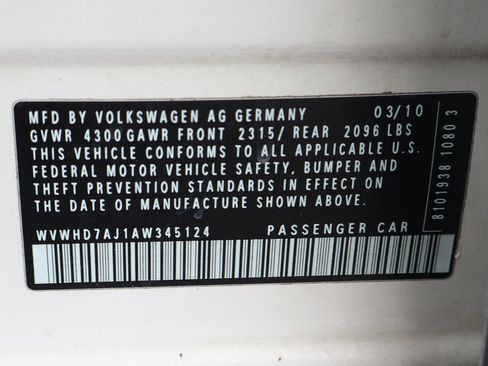 MFD BY VOLKSWAGEN AG GERMANY 03/10
GVWR 4300 GAWR FRONT 2315/ REAR 2096 LBS
THIS VEHICLE CONFORMS TO ALL APPLICABLE U.S.
FEDERAL MOTOR VEHICLE SAFETY, BUMPER AND
THEFT PREVENTION STANDARDS IN EFFECT ON
THE DATE OF MANUFACTURE SHOWN ABOVE.
WVWHD7AJ1AW345124 PASSENGER CAR
8101938 1080 3